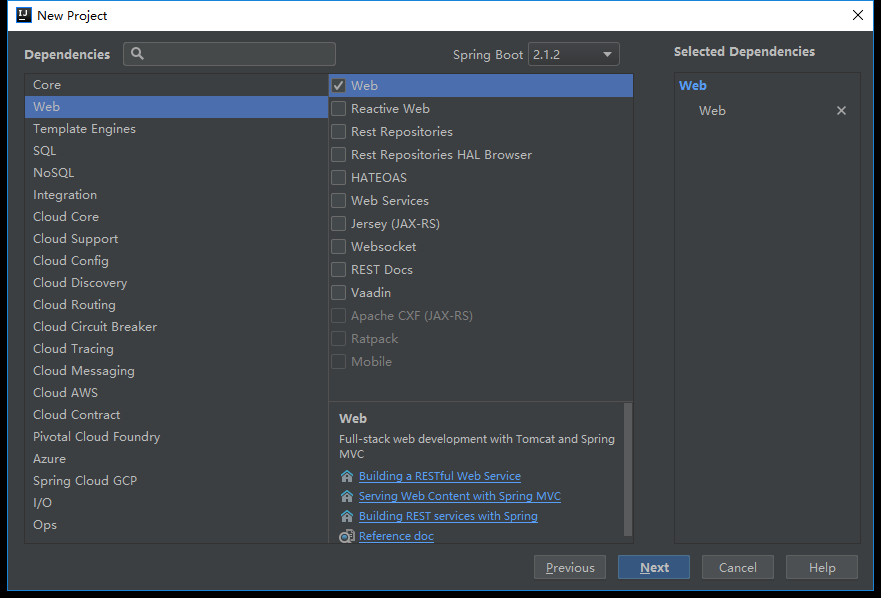 New Project
Dependencies
Spring Boot 2.1.2
Selected Dependencies
Core
Web
Template Engines
SQL
NoSQL
Integration
Cloud Core
Cloud Support
Cloud Config
Cloud Discovery
Cloud Routing
Cloud Circuit Breaker
Cloud Tracing
Cloud Messaging
Cloud AWS
Cloud Contract
Pivotal Cloud Foundry
Azure
Spring Cloud GCP
I/O
Ops
Web
Reactive Web
Rest Repositories
Rest Repositories HAL Browser
HATEOAS
Web Services
Jersey (JAX-RS)
Websocket
REST Docs
Vaadin
Apache CXF (JAX-RS)
Ratpack
Mobile
Web
Full-stack web development with Tomcat and Spring
MVC
Building a RESTful Web Service
Serving Web Content with Spring MVC
Building REST services with Spring
Reference doc
Web
Web
Previous
Next
Cancel
Help